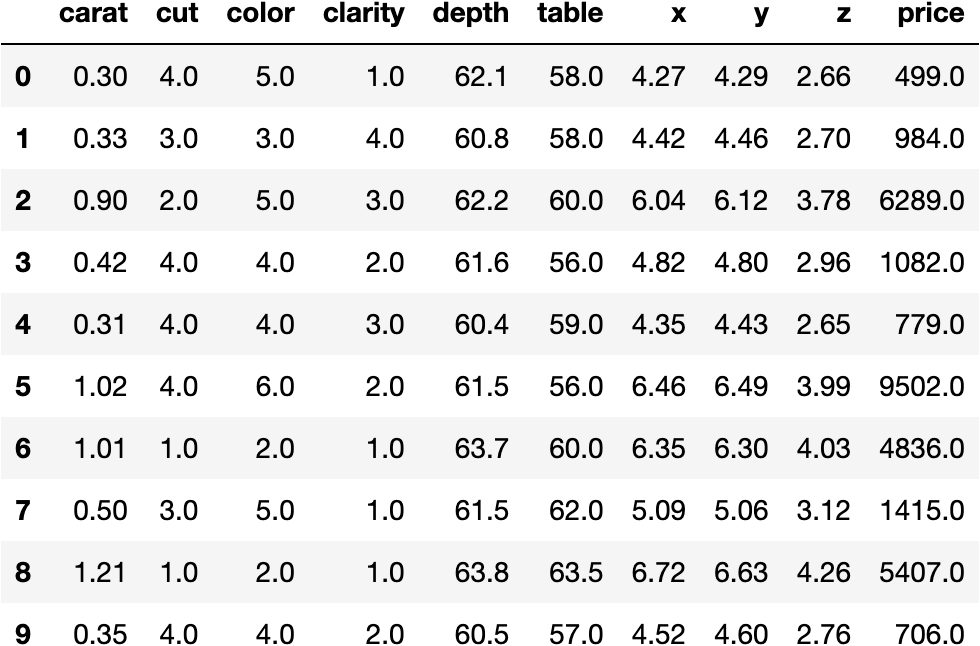 carat cut color clarity depth table x y z price
0 0.30 4.0 5.0 1.0 62.1 58.0 4.27 4.29 2.66 499.0
1 0.33 3.0 3.0 4.0 60.8 58.0 4.42 4.46 2.70 984.0
2 0.90 2.0 5.0 3.0 62.2 60.0 6.04 6.12 3.78 6289.0
3 0.42 4.0 4.0 2.0 61.6 56.0 4.82 4.80 2.96 1082.0
4 0.31 4.0 4.0 3.0 60.4 59.0 4.35 4.43 2.65 779.0
5 1.02 4.0 6.0 2.0 61.5 56.0 6.46 6.49 3.99 9502.0
6 1.01 1.0 2.0 1.0 63.7 60.0 6.35 6.30 4.03 4836.0
7 0.50 3.0 5.0 1.0 61.5 62.0 5.09 5.06 3.12 1415.0
8 1.21 1.0 2.0 1.0 63.8 63.5 6.72 6.63 4.26 5407.0
9 0.35 4.0 4.0 2.0 60.5 57.0 4.52 4.60 2.76 706.0